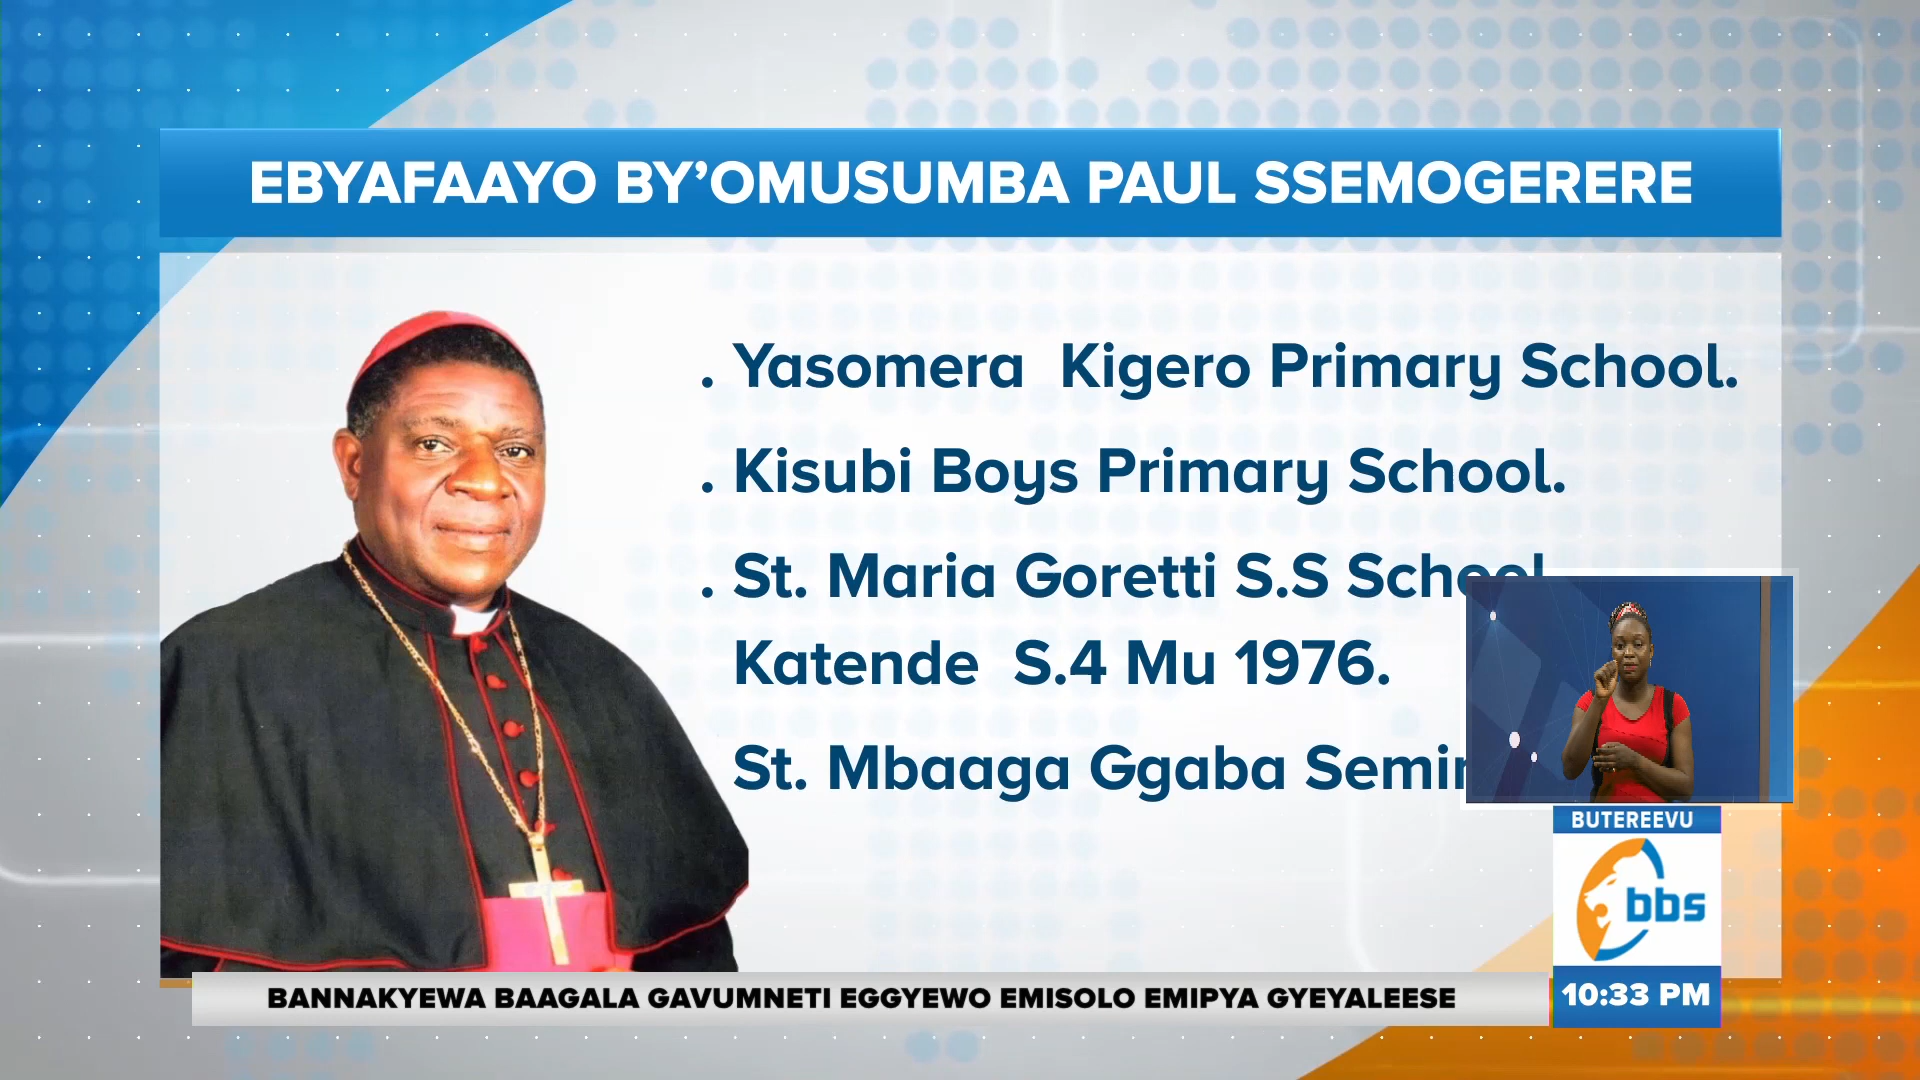 EBYAFAAYO BY’OMUSUMBA PAUL SSEMOGERERE
. Yasomera Kigero Primary School.
. Kisubi Boys Primary School.
. St. Maria Goretti S.S School
Katende S.4 Mu 1976.
St. Mbaaga Ggaba
BUTEREEVU
bbs
10:33 PM
BANNAKYEWA BAAGALA GAVUMNETI EGGYEWO EMISOLO EMIPYA GYEYALEESE